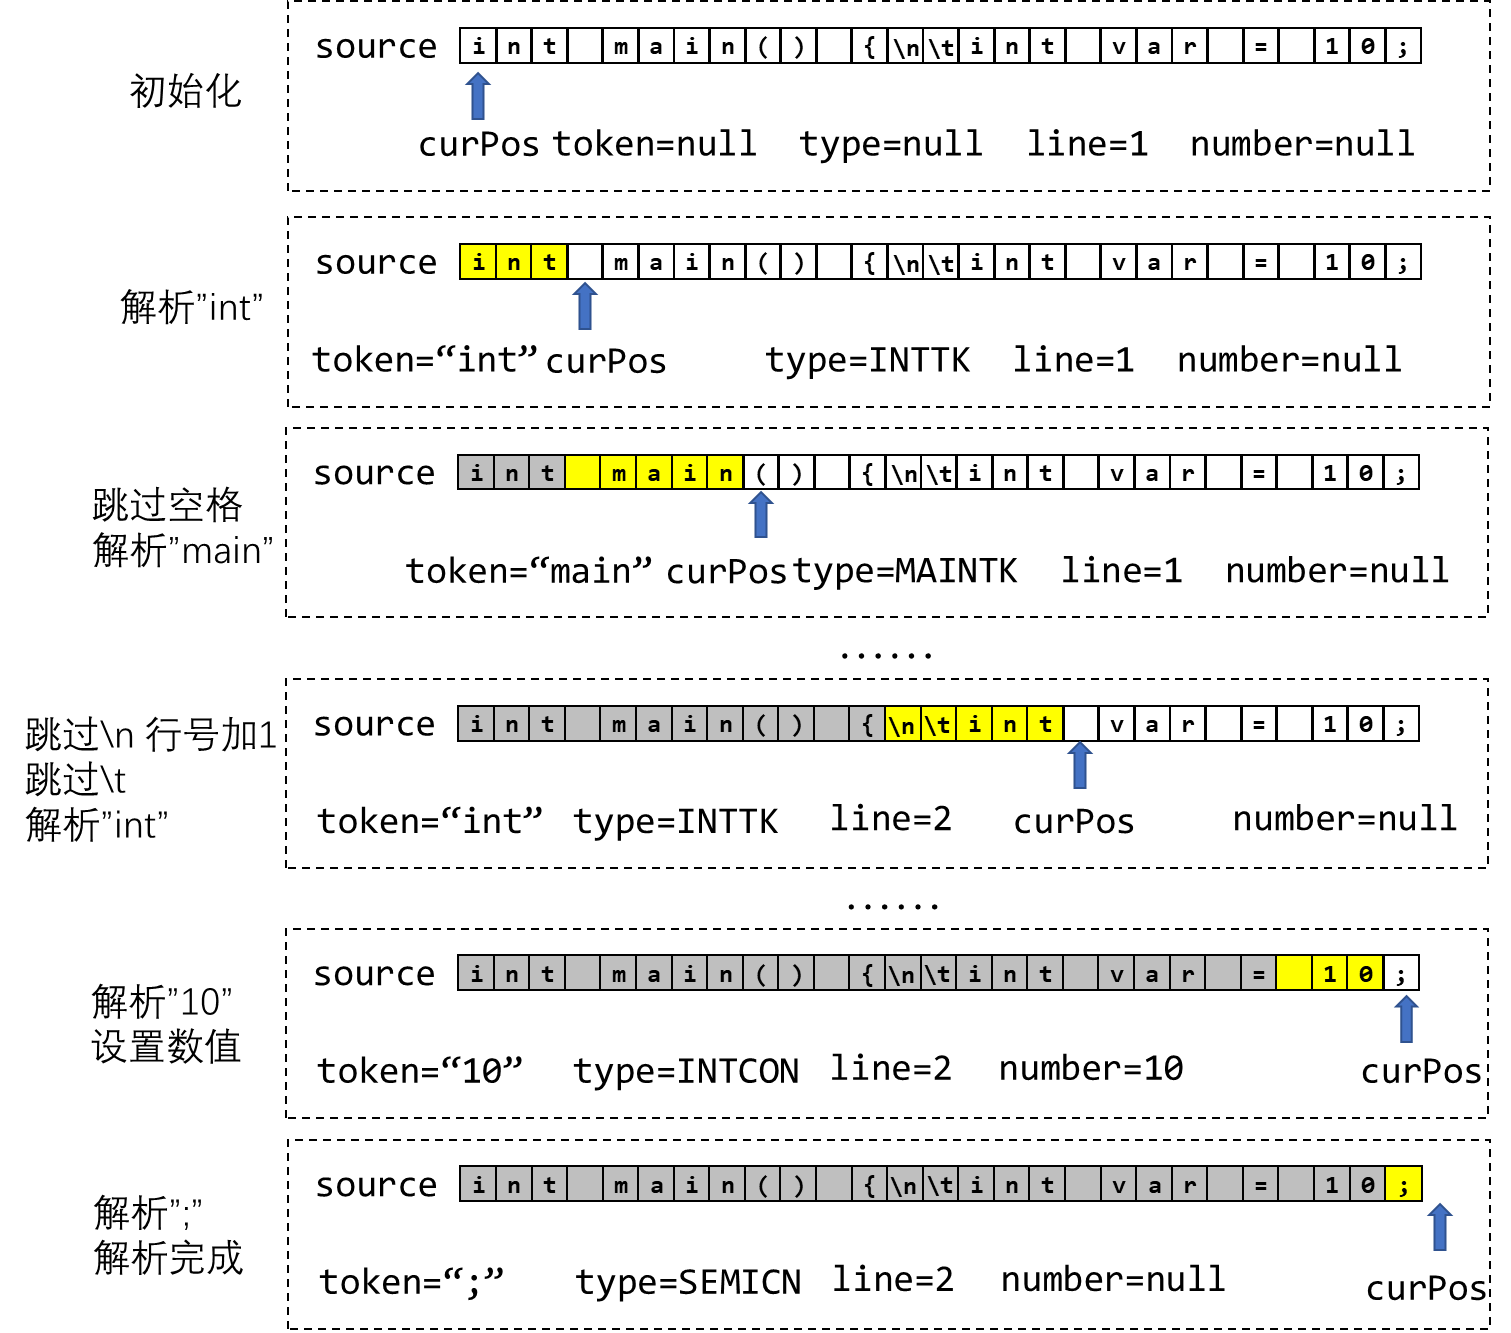 初始化
source i n t m a i n ( ) { \n \t i n t v a r = 1 0 ;
curPos token=null type=null line=1 number=null
解析”int”
source i n t m a i n ( ) { \n \t i n t v a r = 1 0 ;
token=“int” curPos type=INTTK line=1 number=null
跳过空格
解析”main”
source i n t m a i n ( ) { \n \t i n t v a r = 1 0 ;
token=“main” curPos type=MAINTK line=1 number=null
......
跳过\n 行号加1
跳过\t
解析”int”
source i n t m a i n ( ) { \n \t i n t v a r = 1 0 ;
token=“int” type=INTTK line=2 curPos number=null
......
解析”10”
设置数值
source i n t m a i n ( ) { \n \t i n t v a r = 1 0 ;
token=“10” type=INTCON line=2 number=10 curPos
解析”;”
解析完成
source i n t m a i n ( ) { \n \t i n t v a r = 1 0 ;
token=“;” type=SEMICN line=2 number=null curPos